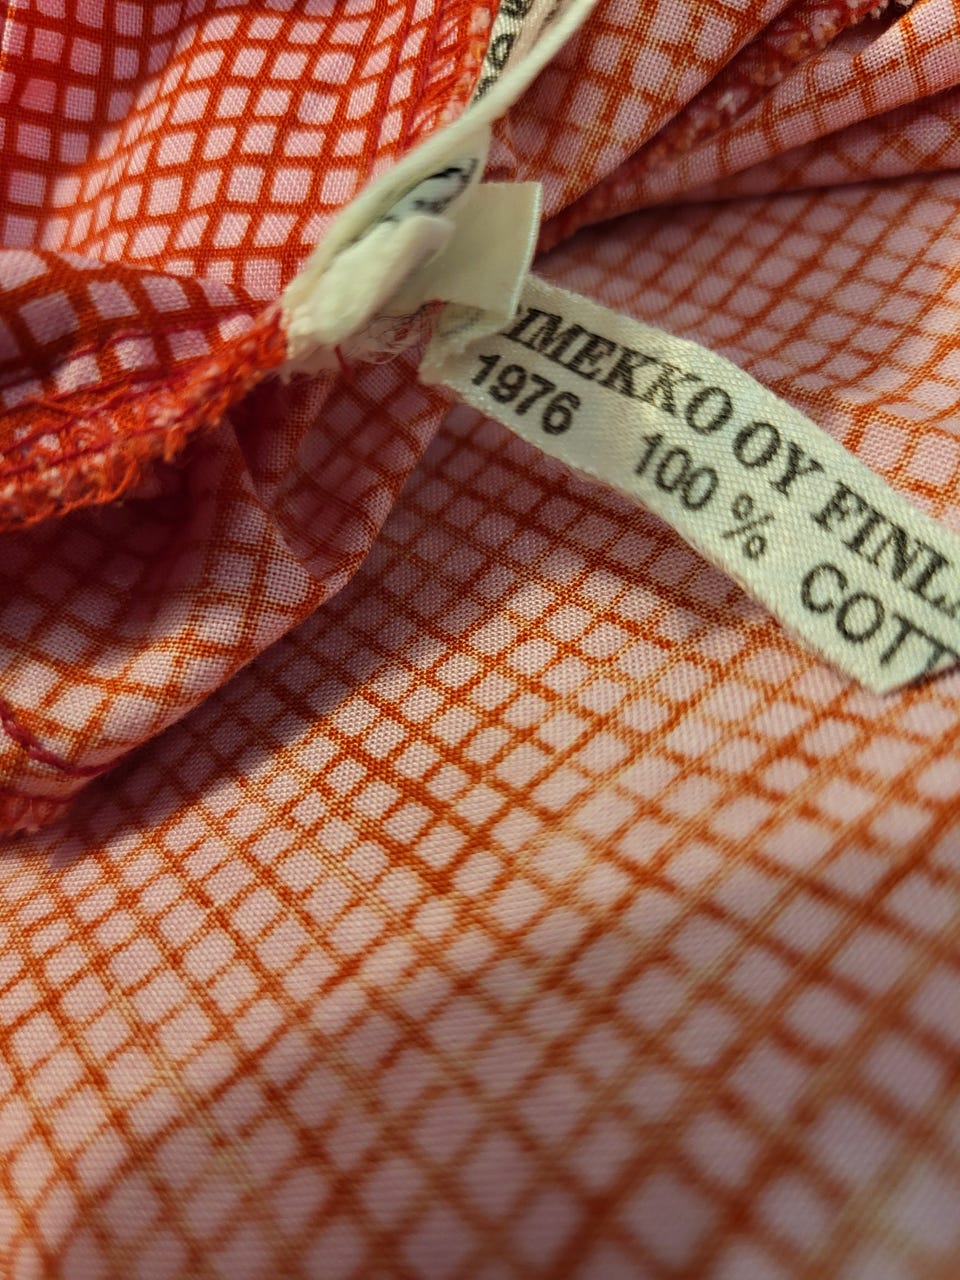 IMEKKO OY FINL
1976 100 % COTT